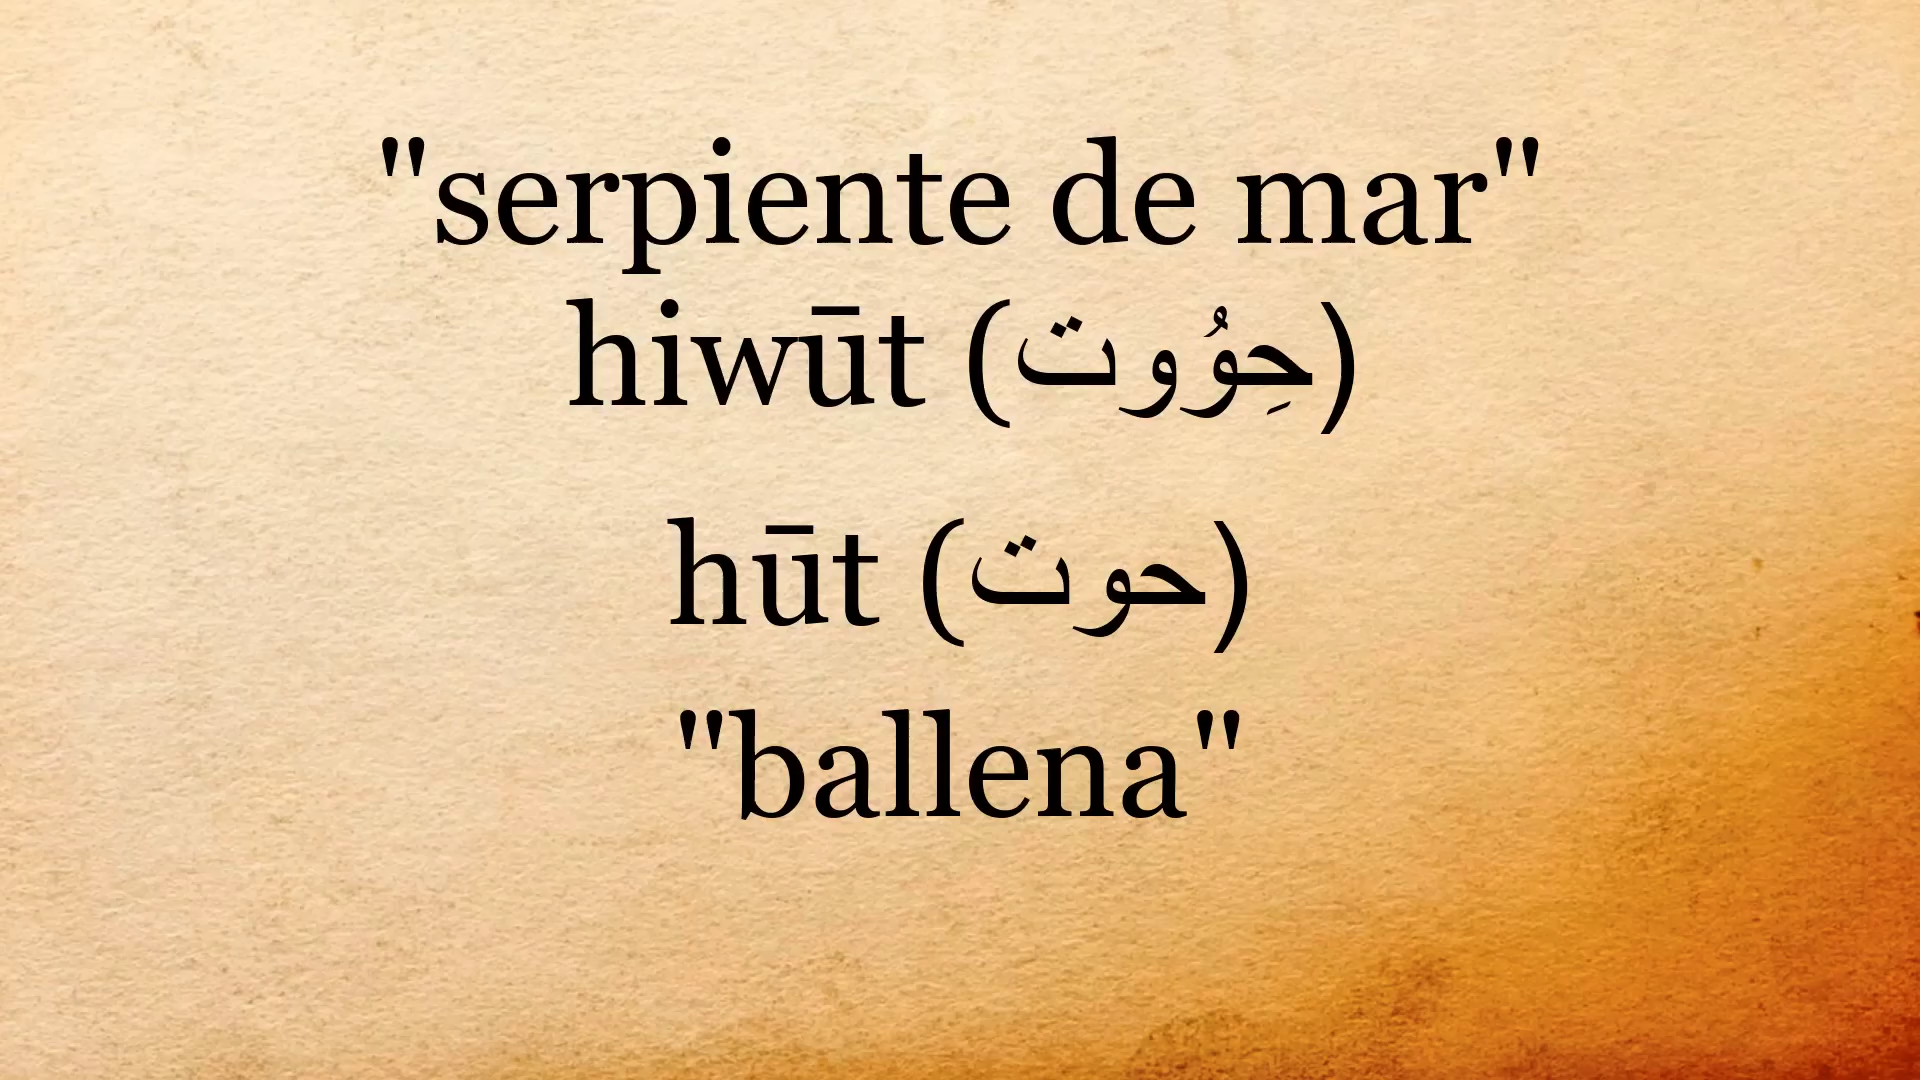 "serpiente de mar"
hiwūt (حِوُوت)
hūt (حوت)
"ballena"